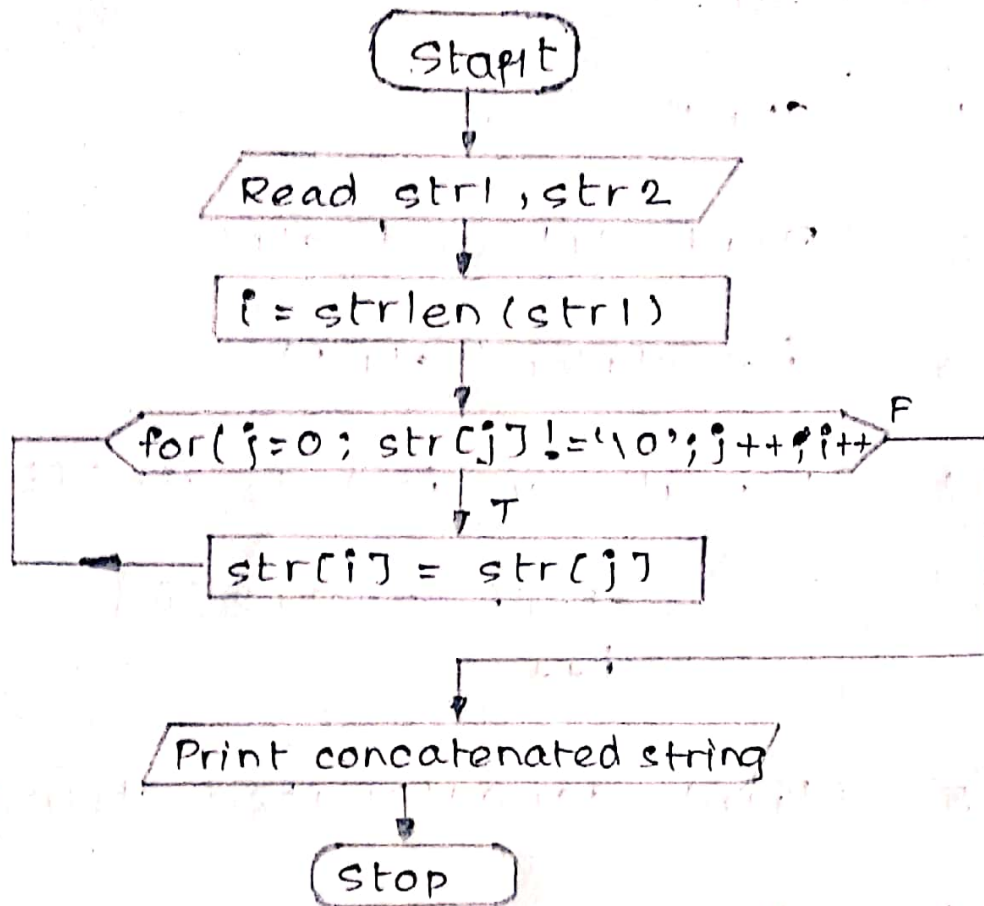 Start
Read str1, str2
i = strlen (str1)
for( j=0; str[j] != '\0'; j++; i++
F
T
str[i] = str[j]
Print concatenated string
Stop